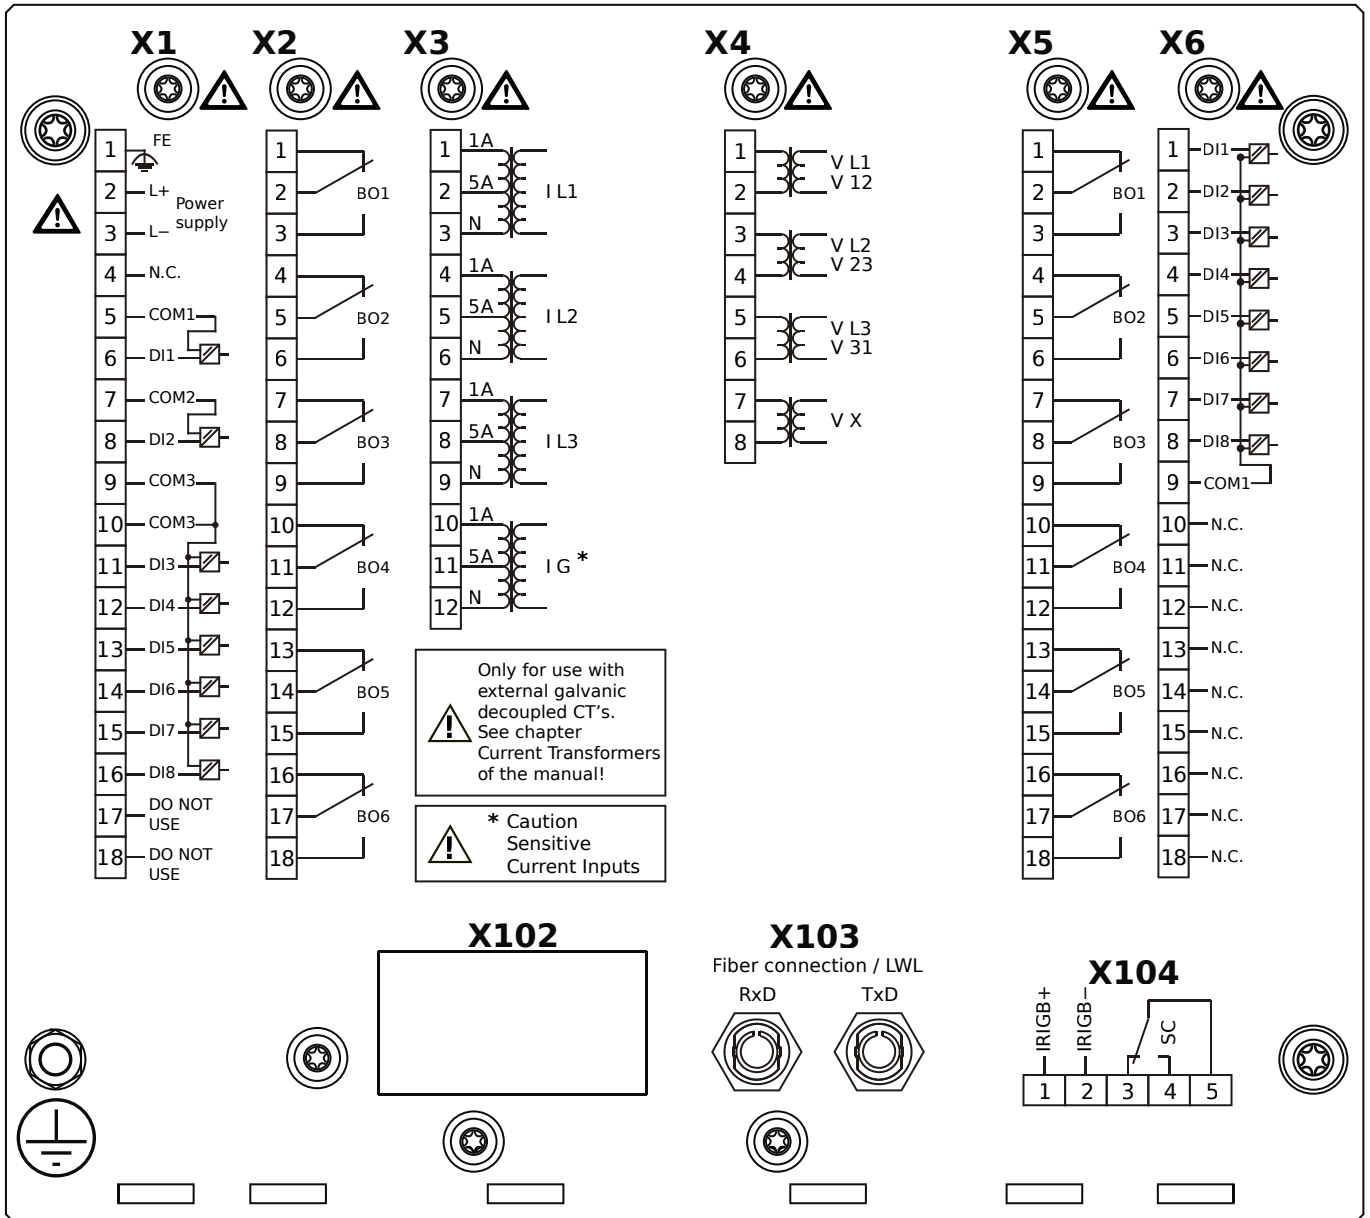 X1 X2 X3 X4 X5 X6
1 FE
2 L+
Power
supply
3 L−
4 N.C.
5 COM1
6 DI1
7 COM2
8 DI2
9 COM3
10 COM3
11 DI3
12 DI4
13 DI5
14 DI6
15 DI7
16 DI8
17 DO NOT
USE
18 DO NOT
USE
1
2 BO1
3
4
5 BO2
6
7
8 BO3
9
10
11 BO4
12
13
14 BO5
15
16
17 BO6
18
1 1A
2 5A I L1
3 N
4 1A
5 5A I L2
6 N
7 1A
8 5A I L3
9 N
10 1A
11 5A I G *
12 N
Only for use with
external galvanic
decoupled CT's.
See chapter
Current Transformers
of the manual!
* Caution
Sensitive
Current Inputs
1 V L1
2 V 12
3 V L2
4 V 23
5 V L3
6 V 31
7 V X
8
1
2 BO1
3
4
5 BO2
6
7
8 BO3
9
10
11 BO4
12
13
14 BO5
15
16
17 BO6
18
1 DI1
2 DI2
3 DI3
4 DI4
5 DI5
6 DI6
7 DI7
8 DI8
9 COM1
10 N.C.
11 N.C.
12 N.C.
13 N.C.
14 N.C.
15 N.C.
16 N.C.
17 N.C.
18 N.C.
X102
X103
Fiber connection / LWL
RxD TxD
X104
IRIGB+
IRIGB−
SC
1 2 3 4 5